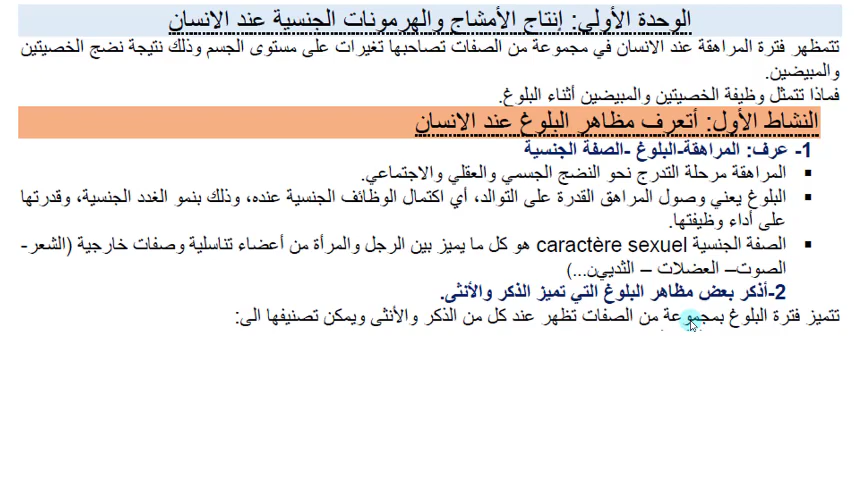 الوحدة الأولى: إنتاج الأمشاج والهرمونات الجنسية عند الانسان
تتمظهر فترة المراهقة عند الانسان في مجموعة من الصفات تصاحبها تغيرات على مستوى الجسم وذلك نتيجة نضج الخصيتين
والمبيضين.
فماذا تتمثل وظيفة الخصيتين والمبيضين أثناء البلوغ.
النشاط الأول: أتعرف مظاهر البلوغ عند الانسان
1- عرف: المراهقة-البلوغ -الصفة الجنسية
▪ المراهقة مرحلة التدرج نحو النضج الجسمي والعقلي والاجتماعي.
▪ البلوغ يعني وصول المراهق القدرة على التوالد، أي اكتمال الوظائف الجنسية عنده، وذلك بنمو الغدد الجنسية، وقدرتها
على أداء وظيفتها.
▪ الصفة الجنسية caractère sexuel هو كل ما يميز بين الرجل والمرأة من أعضاء تناسلية وصفات خارجية (الشعر-
الصوت– العضلات – الثديين...)
2-أذكر بعض مظاهر البلوغ التي تميز الذكر والأنثى.
تتميز فترة البلوغ بمجموعة من الصفات تظهر عند كل من الذكر والأنثى ويمكن تصنيفها الى: